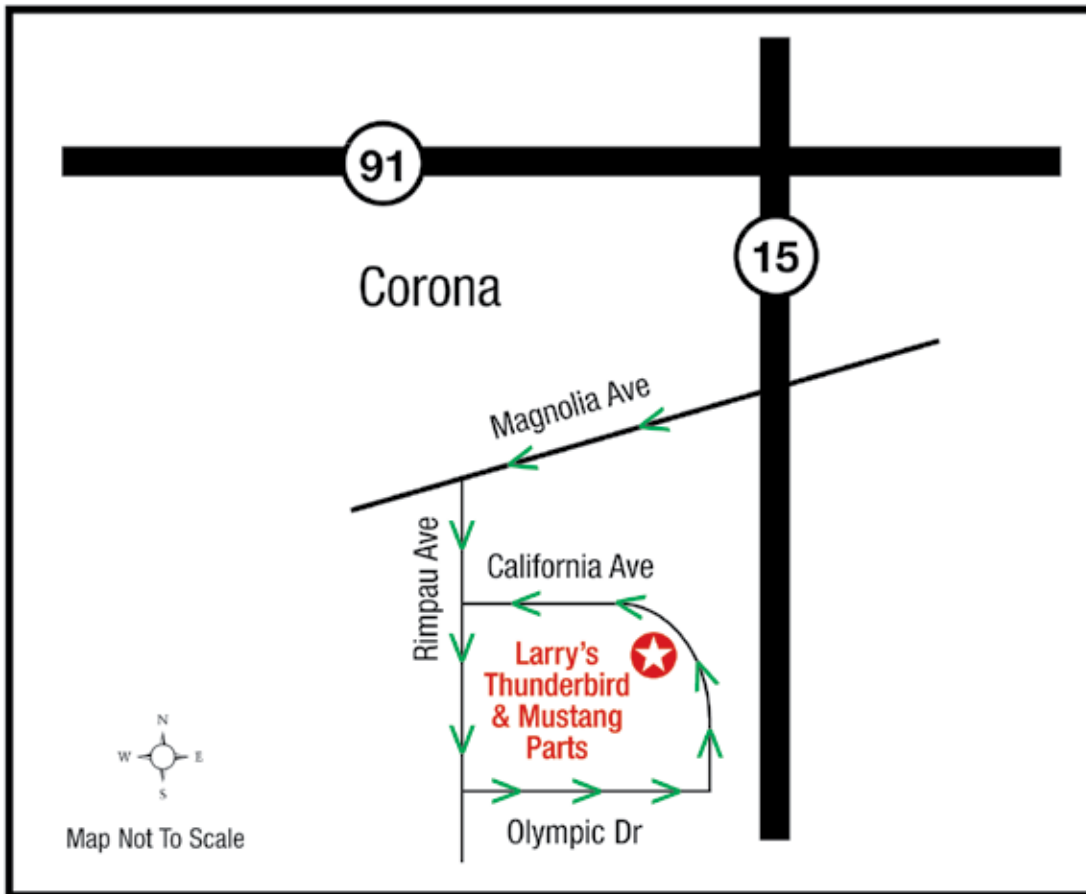 91
15
Corona
Magnolia Ave
Rimpau Ave
California Ave
Larry's
Thunderbird
& Mustang
Parts
N
W E
S
Olympic Dr
Map Not To Scale